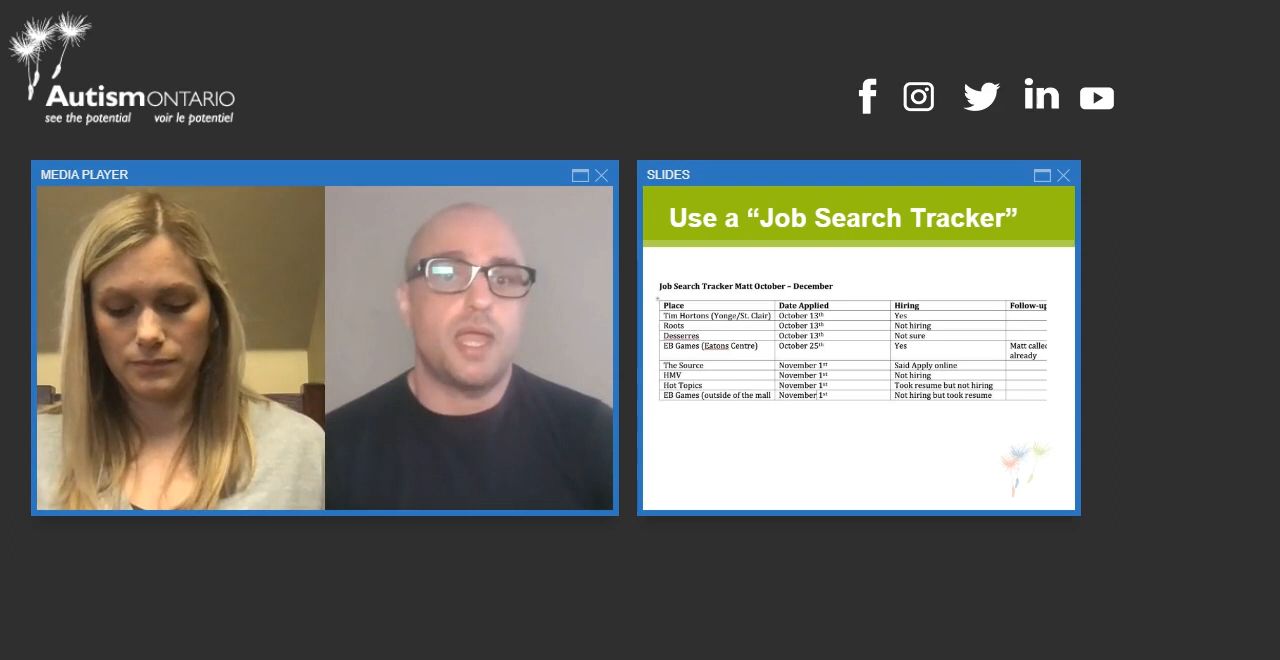 Autism ONTARIO
see the potential voir le potentiel
MEDIA PLAYER
SLIDES
Use a “Job Search Tracker”
Job Search Tracker Matt October – December
Place Date Applied Hiring Follow-up
Tim Hortons (Yonge/St. Clair) October 13th Yes
Roots October 13th Not hiring
Desserres October 13th Not sure
EB Games (Eatons Centre) October 25th Yes Matt called
already
The Source November 1st Said Apply online
HMV November 1st Not hiring
Hot Topics November 1st Took resume but not hiring
EB Games (outside of the mall November 1st Not hiring but took resume